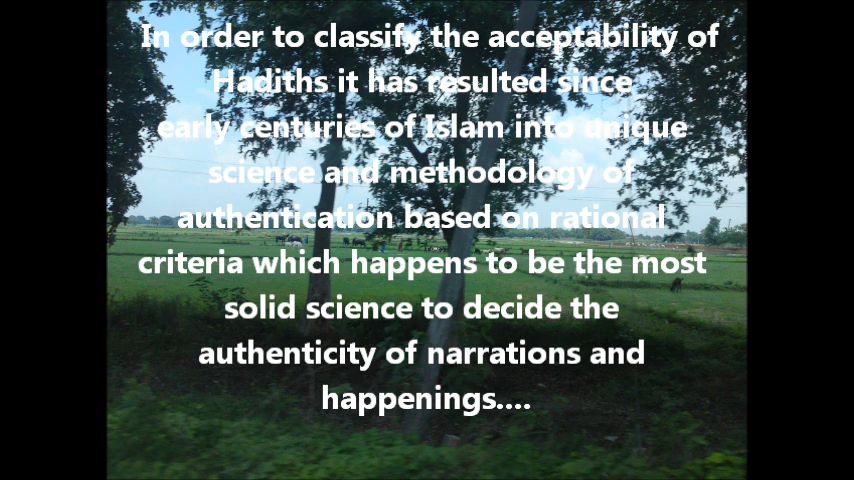 In order to classify the acceptability of
Hadiths it has resulted since
early centuries of Islam into unique
science and methodology of
authentication based on rational
criteria which happens to be the most
solid science to decide the
authenticity of narrations and
happenings....